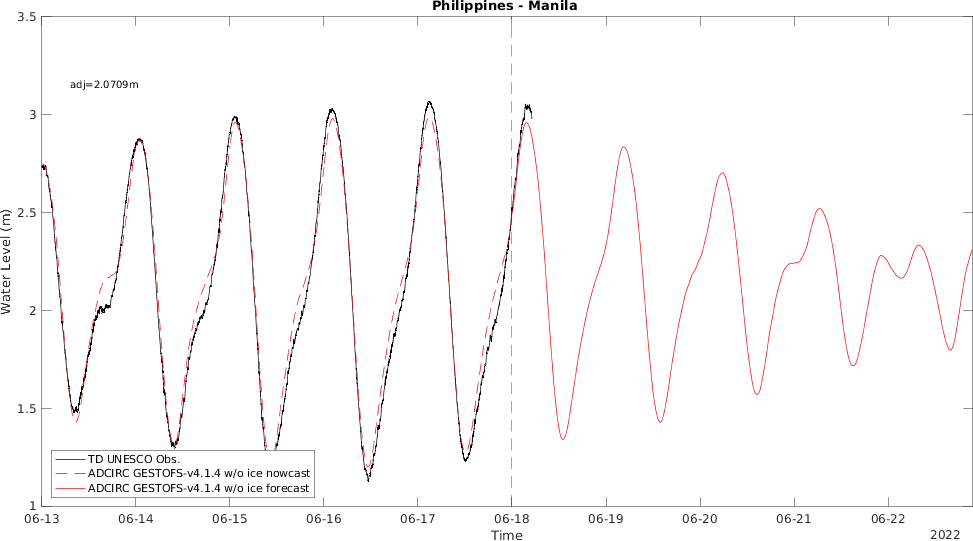 Philippines - Manila
3.5
adj=2.0709m
3
2.5
Water Level (m)
2
1.5
TD UNESCO Obs.
ADCIRC GESTOFS-v4.1.4 w/o ice nowcast
ADCIRC GESTOFS-v4.1.4 w/o ice forecast
1
06-13 06-14 06-15 06-16 06-17 06-18 06-19 06-20 06-21 06-22
Time
2022